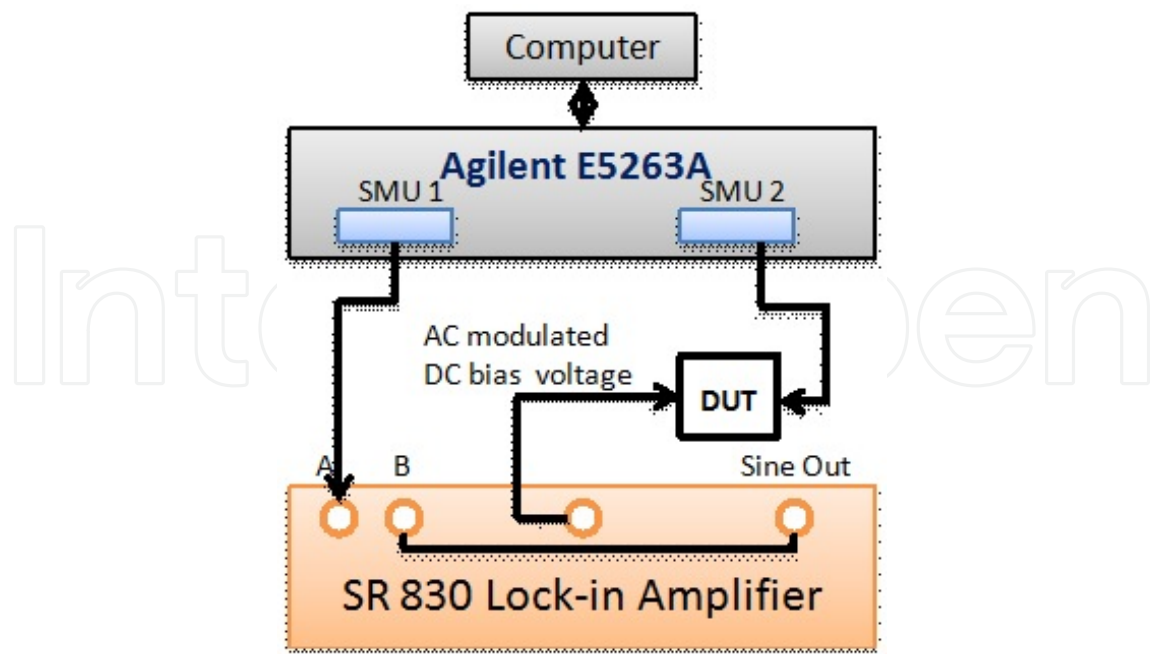 Computer
Agilent E5263A
SMU 1
SMU 2
AC modulated
DC bias voltage
DUT
A
B
Sine Out
SR 830 Lock-in Amplifier